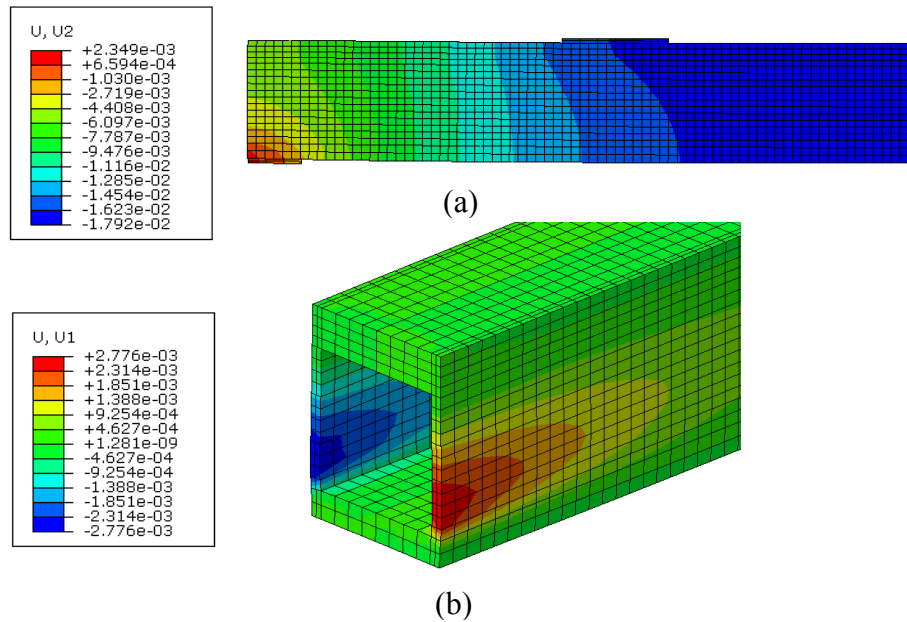 U, U2
+2.349e-03
+6.594e-04
-1.030e-03
-2.719e-03
-4.408e-03
-6.097e-03
-7.787e-03
-9.476e-03
-1.116e-02
-1.285e-02
-1.454e-02
-1.623e-02
-1.792e-02
(a)
U, U1
+2.776e-03
+2.314e-03
+1.851e-03
+1.388e-03
+9.254e-04
+4.627e-04
+1.281e-09
-4.627e-04
-9.254e-04
-1.388e-03
-1.851e-03
-2.314e-03
-2.776e-03
(b)